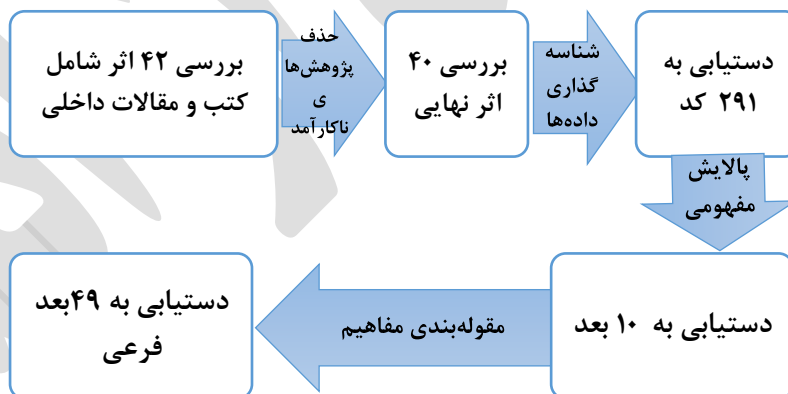 بررسی ۴۲ اثر شامل
کتب و مقالات داخلی
حذف
پژوهش‌ها
ی
ناکارآمد
بررسی ۴۰
اثر نهایی
شناسه
گذاری
داده‌ها
دستیابی به
۲۹۱ کد
پالایش
مفهومی
دستیابی به ۱۰ بعد
مقوله‌بندی مفاهیم
دستیابی به ۴۹بعد
فرعی